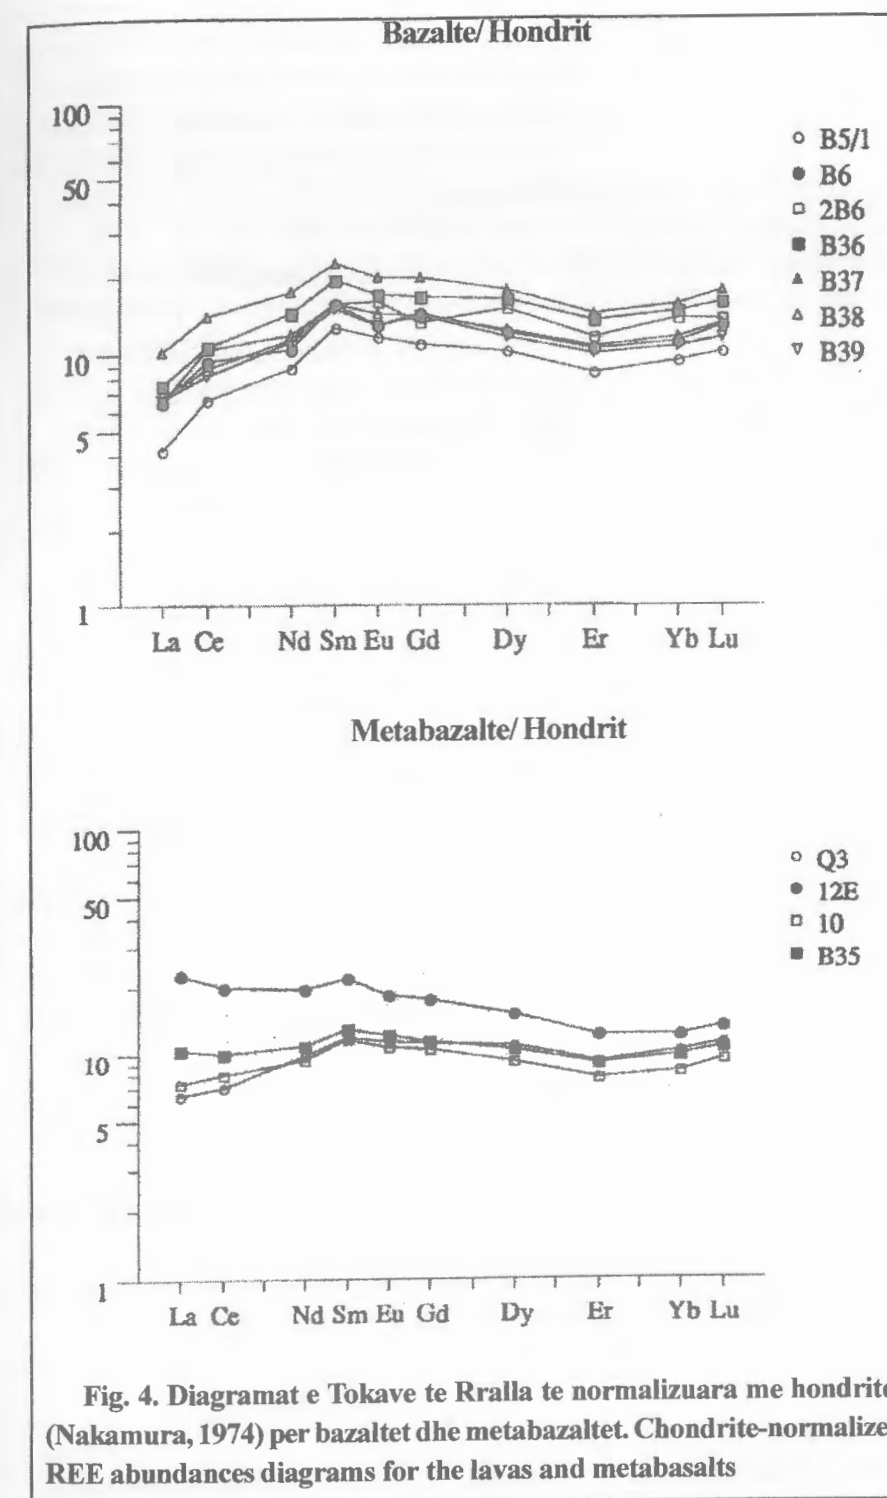 Bazalte/ Hondrit
100
50
10
5
1
La Ce Nd Sm Eu Gd Dy Er Yb Lu
B5/1
B6
2B6
B36
B37
B38
B39
Metabazalte/ Hondrit
100
50
10
5
1
La Ce Nd Sm Eu Gd Dy Er Yb Lu
Q3
12E
10
B35
Fig. 4. Diagramat e Tokave te Rralla te normalizuara me hondrite
(Nakamura, 1974) per bazaltet dhe metabazaltet. Chondrite-normalize
REE abundances diagrams for the lavas and metabasalts